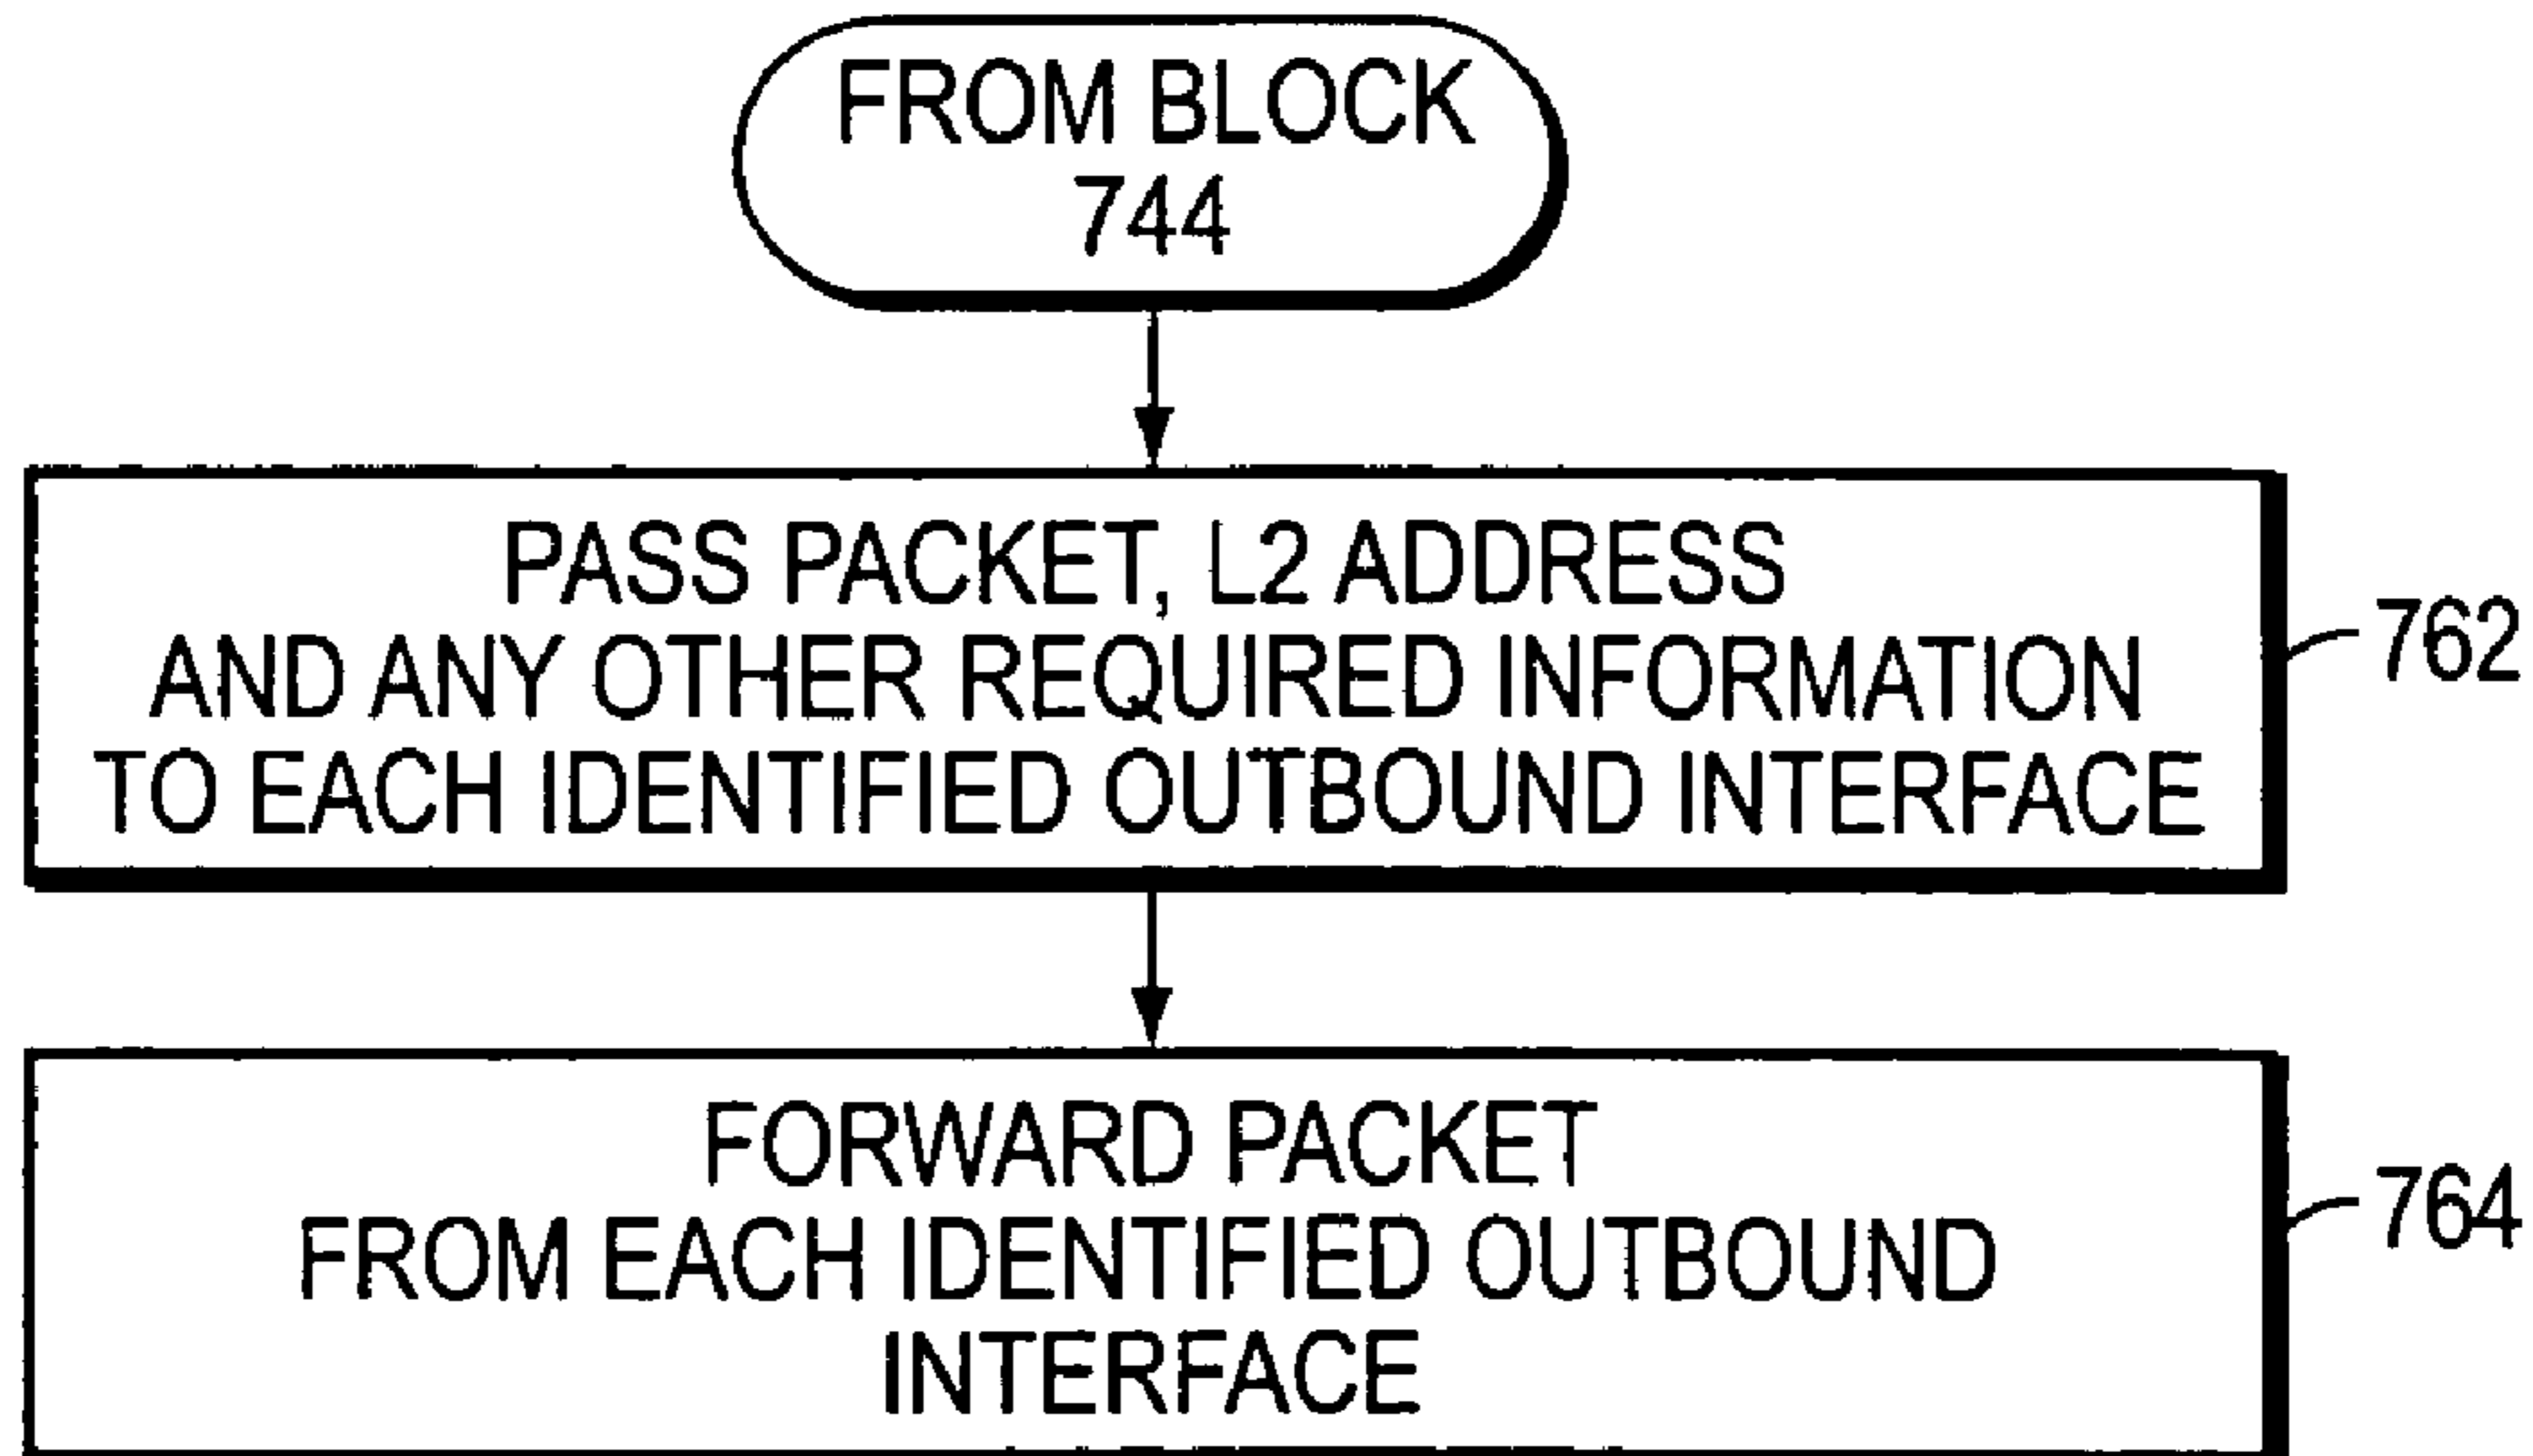 FROM BLOCK
744
PASS PACKET, L2 ADDRESS
AND ANY OTHER REQUIRED INFORMATION
TO EACH IDENTIFIED OUTBOUND INTERFACE
762
FORWARD PACKET
FROM EACH IDENTIFIED OUTBOUND
INTERFACE
764